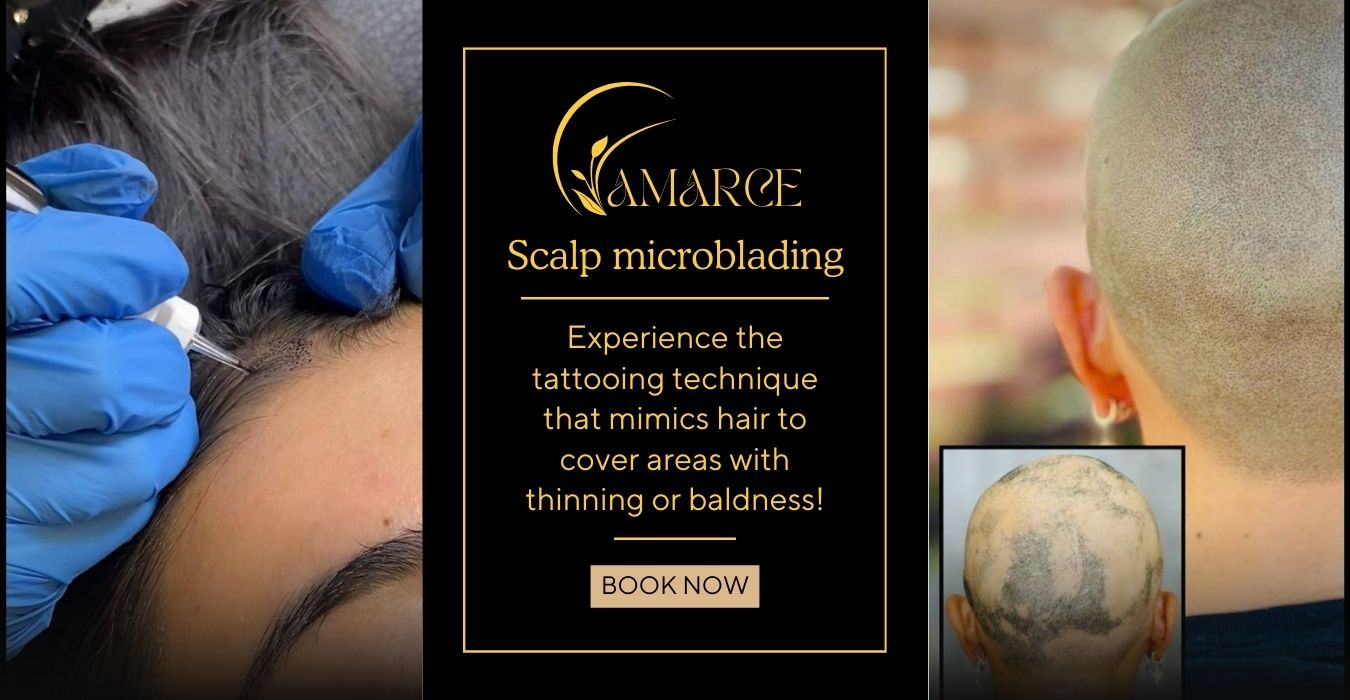 AMARCE
Scalp microblading
Experience the
tattooing technique
that mimics hair to
cover areas with
thinning or baldness!
BOOK NOW